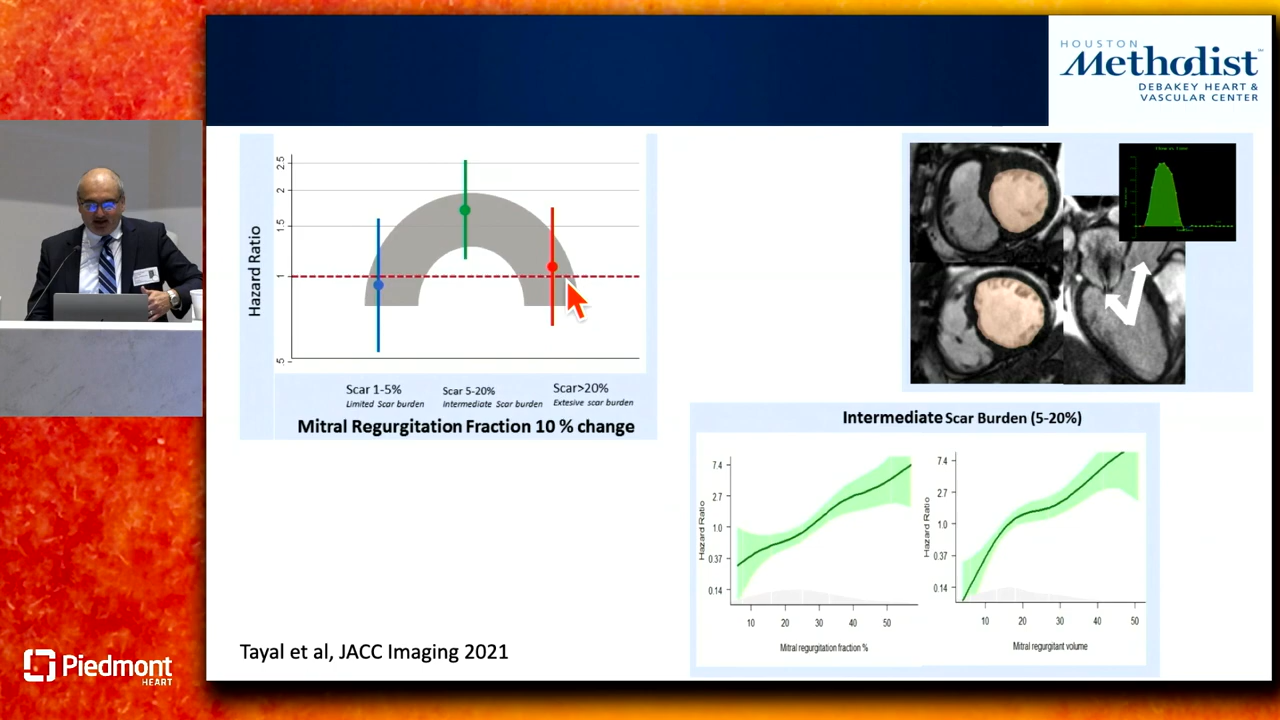 HOUSTON
Methodist
DEBAKEY HEART &
VASCULAR CENTER
Hazard Ratio
2.5
2
1.5
1
.5
Scar 1-5%
Limited Scar burden
Scar 5-20%
Intermediate Scar burden
Scar>20%
Extesive scar burden
Mitral Regurgitation Fraction 10 % change
Intermediate Scar Burden (5-20%)
Hazard Ratio
7.4
2.7
1.0
0.37
0.14
10 20 30 40 50
Mitral regurgitation fraction %
Hazard Ratio
7.4
2.7
1.0
0.37
0.14
10 20 30 40 50
Mitral regurgitant volume
Tayal et al, JACC Imaging 2021
Piedmont
HEART